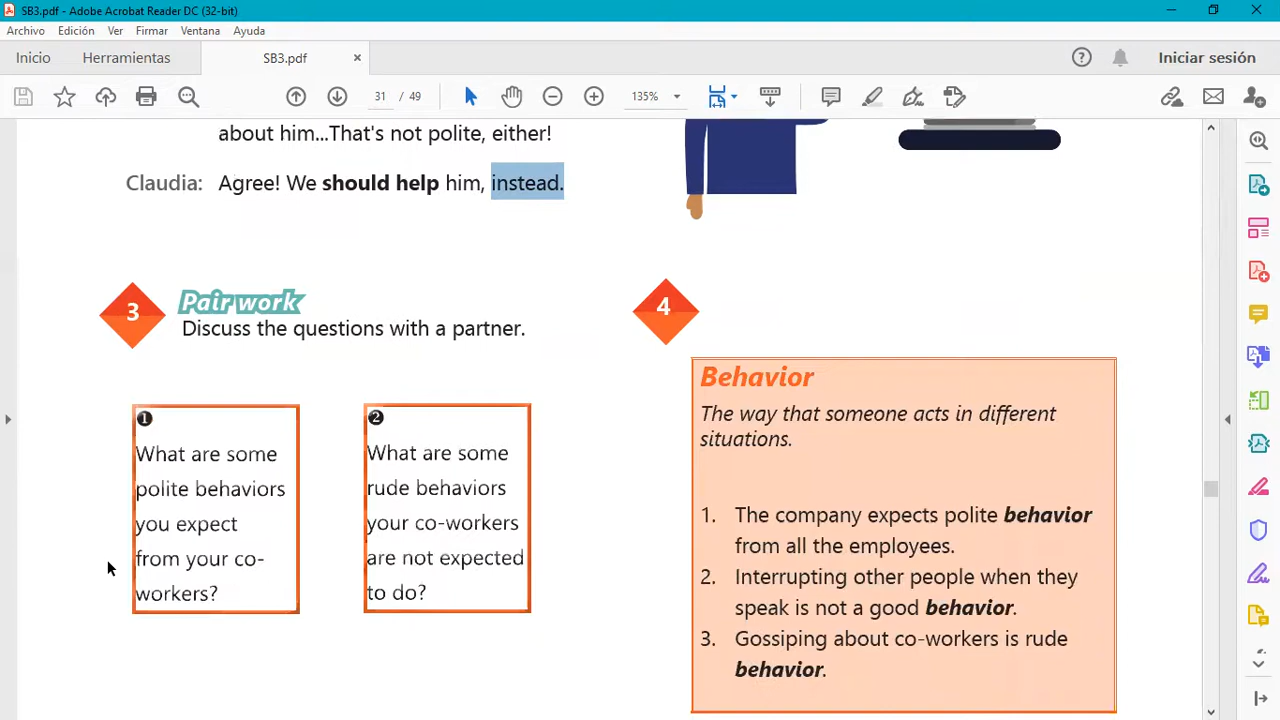 SB3.pdf - Adobe Acrobat Reader DC (32-bit)
Archivo Edición Ver Firmar Ventana Ayuda
Inicio Herramientas SB3.pdf × ? Iniciar sesión
31 / 49 135%
about him...That's not polite, either!
Claudia: Agree! We should help him, instead.
3 Pair work
Discuss the questions with a partner.
1
What are some
polite behaviors
you expect
from your co-
workers?
2
What are some
rude behaviors
your co-workers
are not expected
to do?
4
Behavior
The way that someone acts in different
situations.
1. The company expects polite behavior
from all the employees.
2. Interrupting other people when they
speak is not a good behavior.
3. Gossiping about co-workers is rude
behavior.